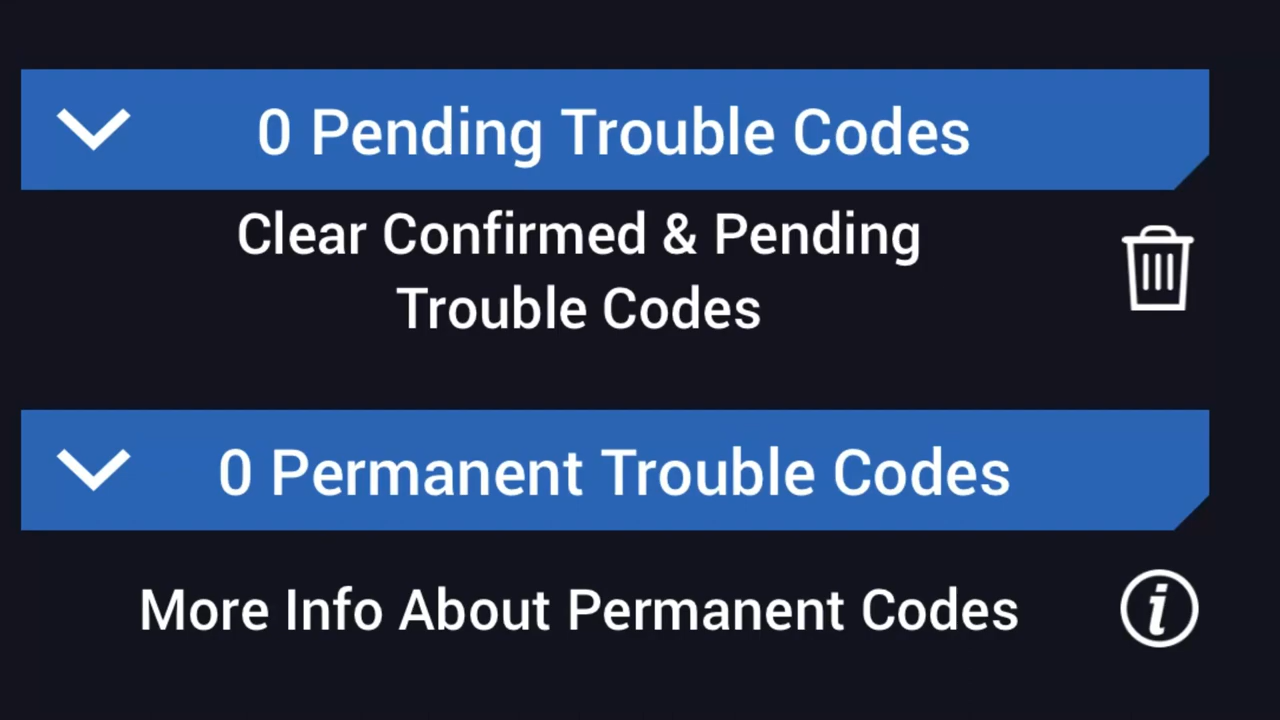 0 Pending Trouble Codes
Clear Confirmed & Pending
Trouble Codes
0 Permanent Trouble Codes
More Info About Permanent Codes